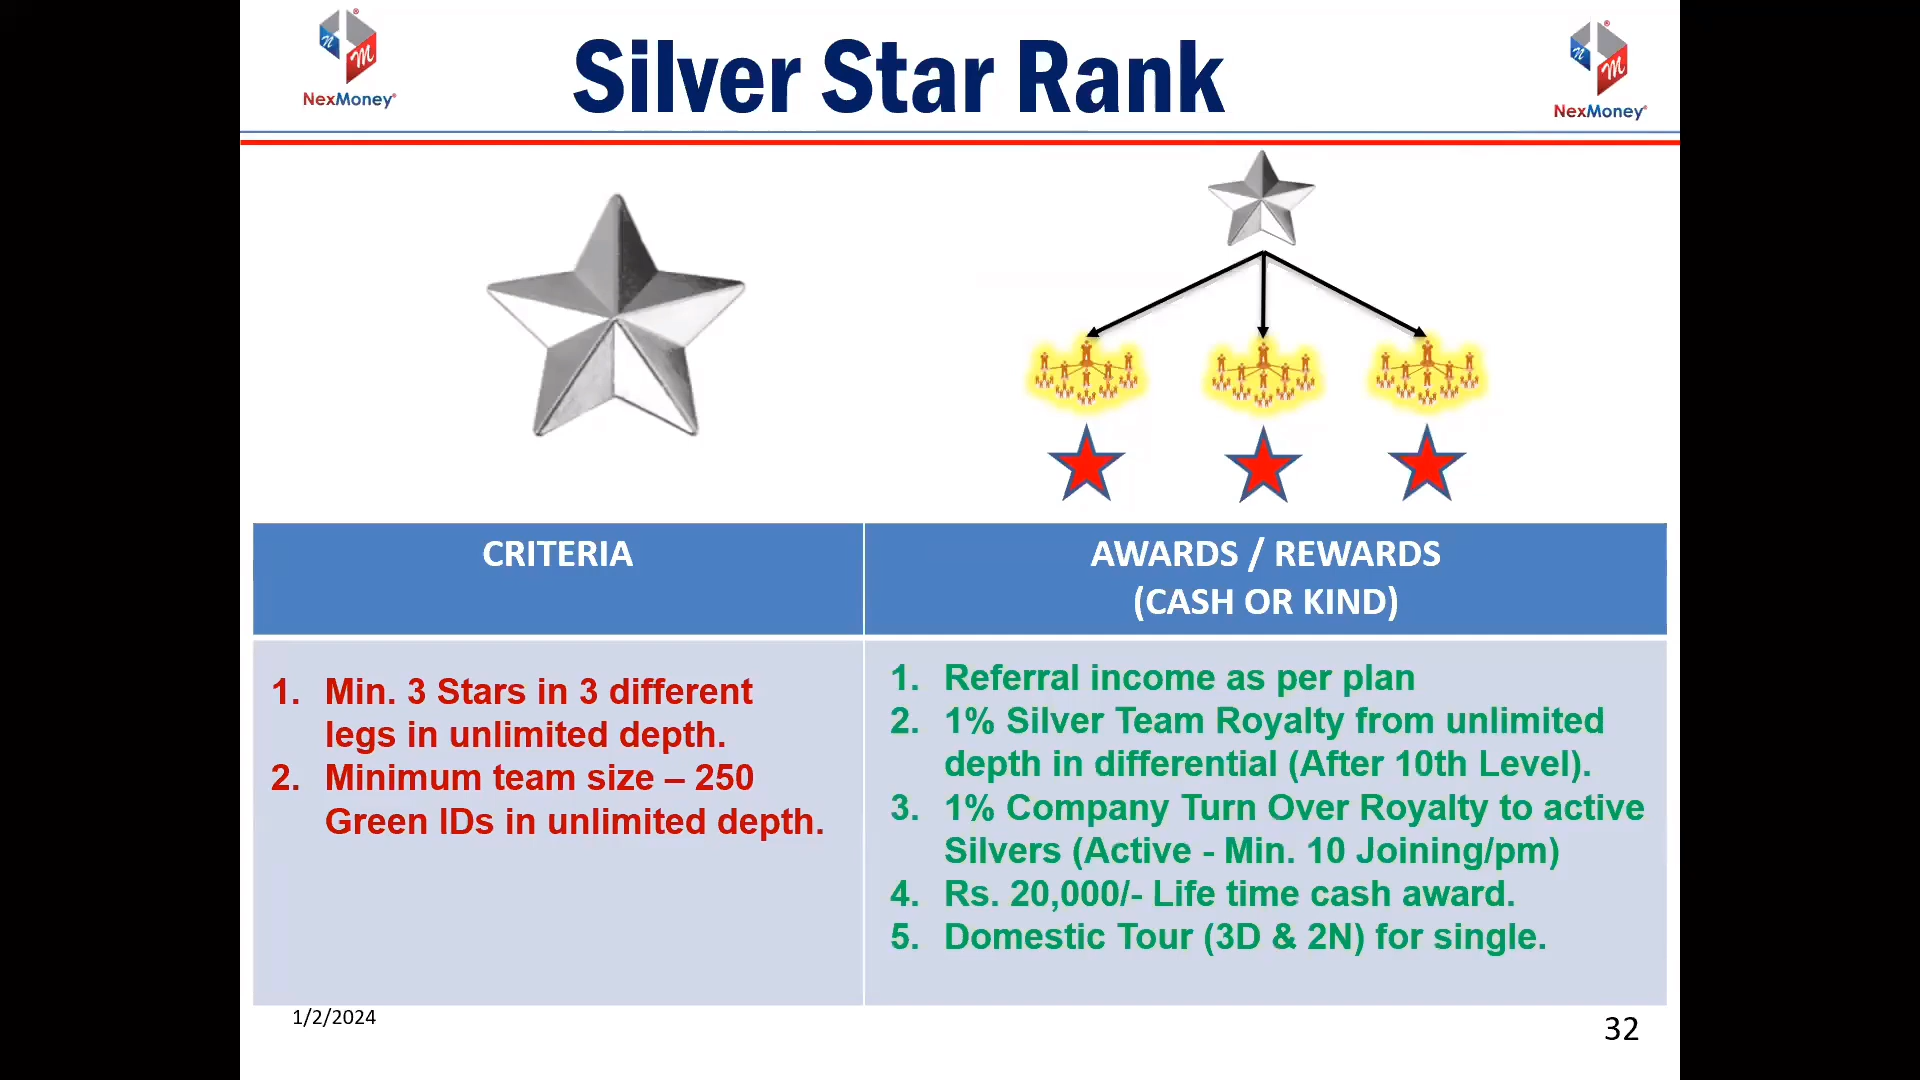 NexMoney®
Silver Star Rank
NexMoney®
CRITERIA
AWARDS / REWARDS
(CASH OR KIND)
1. Min. 3 Stars in 3 different
legs in unlimited depth.
2. Minimum team size – 250
Green IDs in unlimited depth.
1. Referral income as per plan
2. 1% Silver Team Royalty from unlimited
depth in differential (After 10th Level).
3. 1% Company Turn Over Royalty to active
Silvers (Active - Min. 10 Joining/pm)
4. Rs. 20,000/- Life time cash award.
5. Domestic Tour (3D & 2N) for single.
1/2/2024
32